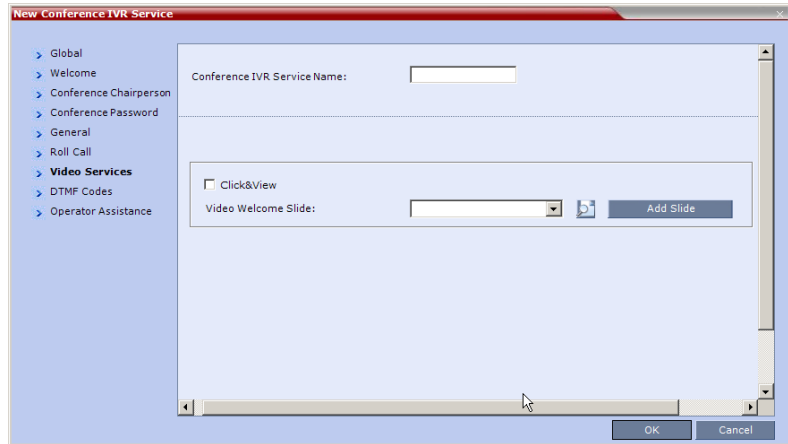 New Conference IVR Service
Global
Welcome
Conference Chairperson
Conference Password
General
Roll Call
Video Services
DTMF Codes
Operator Assistance
Conference IVR Service Name:
Click&View
Video Welcome Slide:
Add Slide
OK Cancel